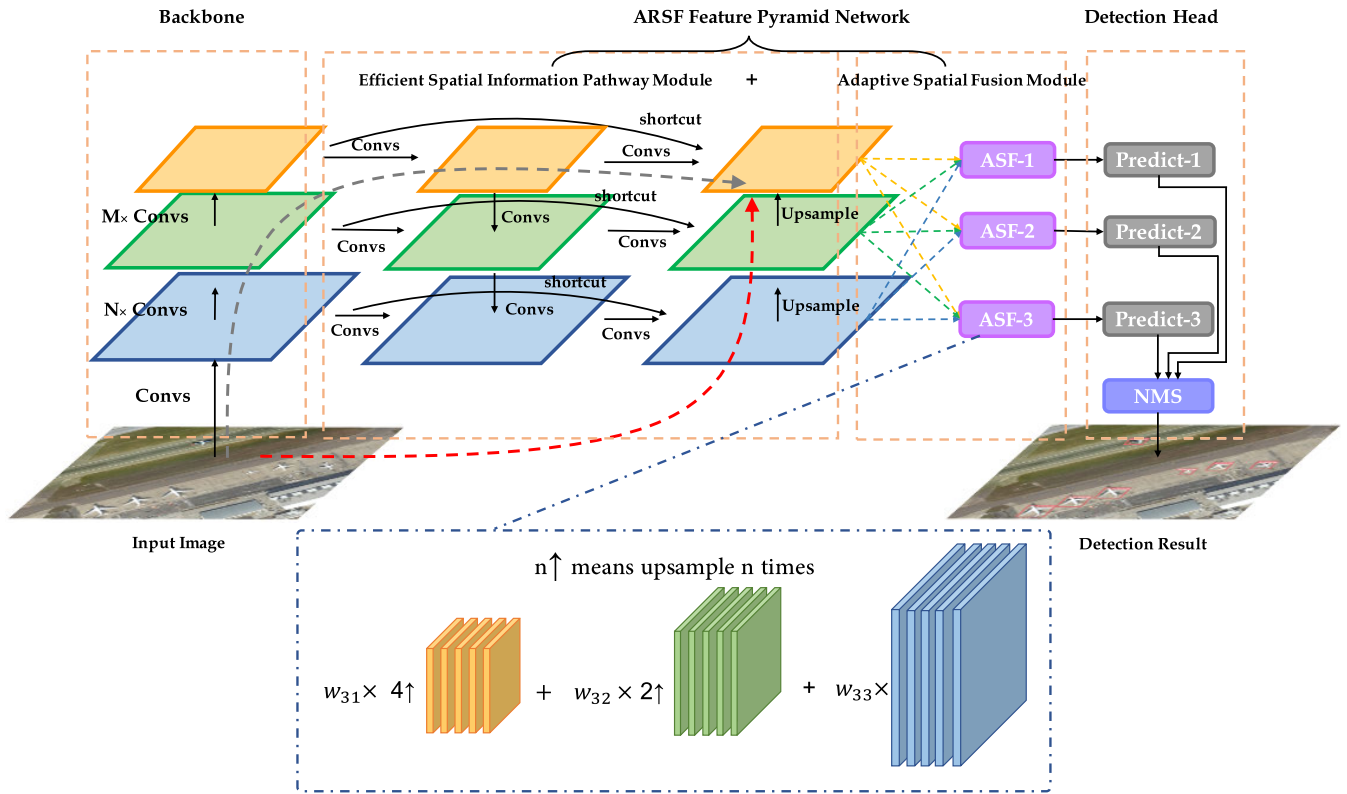 Backbone
ARSF Feature Pyramid Network
Detection Head
Efficient Spatial Information Pathway Module
+
Adaptive Spatial Fusion Module
shortcut
Convs
Convs
ASF-1
Predict-1
M× Convs
shortcut
Convs
Convs
Convs
Upsample
ASF-2
Predict-2
shortcut
N× Convs
Convs
Convs
Convs
Upsample
ASF-3
Predict-3
Convs
NMS
Input Image
Detection Result
n↑ means upsample n times
w₃₁× 4↑ + w₃₂ × 2↑ + w₃₃×